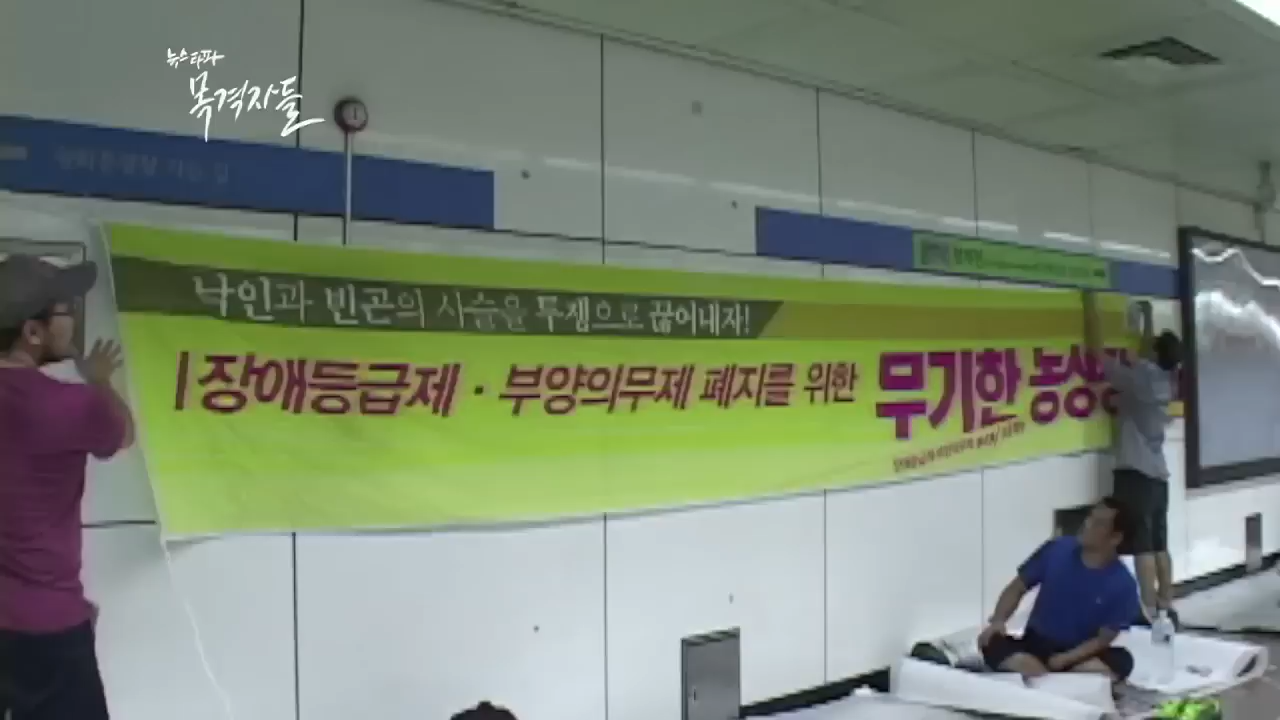 뉴스타파
목격자들
낙인과 빈곤의 사슬을 투쟁으로 끊어내자!
장애등급제 · 부양의무제 폐지를 위한 무기한 농성